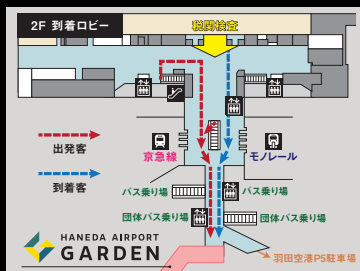 2F 到着ロビー
税関検査
出発客
到着客
京急線
モノレール
バス乗り場
バス乗り場
団体バス乗り場
団体バス乗り場
HANEDA AIRPORT
GARDEN
羽田空港P5駐車場